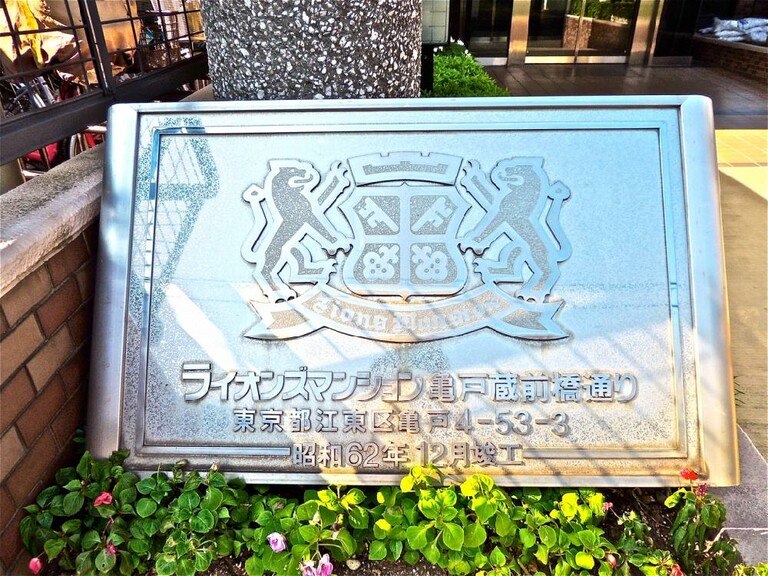 Lions Mansion
ライオンズマンション亀戸蔵前橋通り
東京都江東区亀戸4-53-3
昭和62年12月竣工